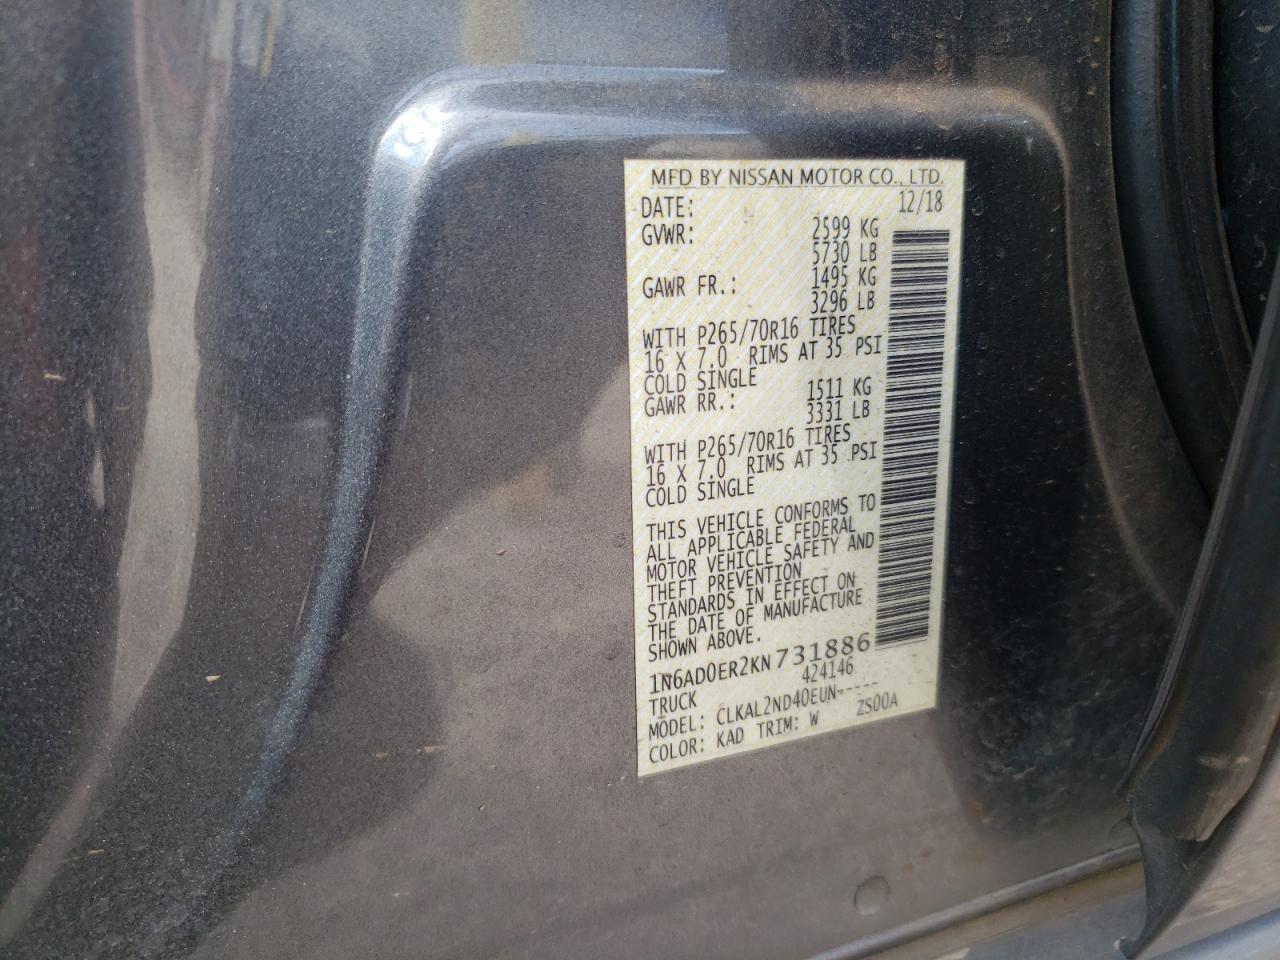 MFD BY NISSAN MOTOR CO., LTD.
DATE: 12/18
GVWR: 2599 KG
5730 LB
GAWR FR.: 1495 KG
3296 LB
WITH P265/70R16 TIRES
16 X 7.0 RIMS AT 35 PSI
COLD SINGLE
GAWR RR.: 1511 KG
3331 LB
WITH P265/70R16 TIRES
16 X 7.0 RIMS AT 35 PSI
COLD SINGLE
THIS VEHICLE CONFORMS TO
ALL APPLICABLE FEDERAL
MOTOR VEHICLE SAFETY AND
THEFT PREVENTION
STANDARDS IN EFFECT ON
THE DATE OF MANUFACTURE
SHOWN ABOVE.
1N6AD0ER2KN731886
TRUCK 424146
MODEL: CLKAL2ND40EUN-----
COLOR: KAD TRIM: W ZS00A